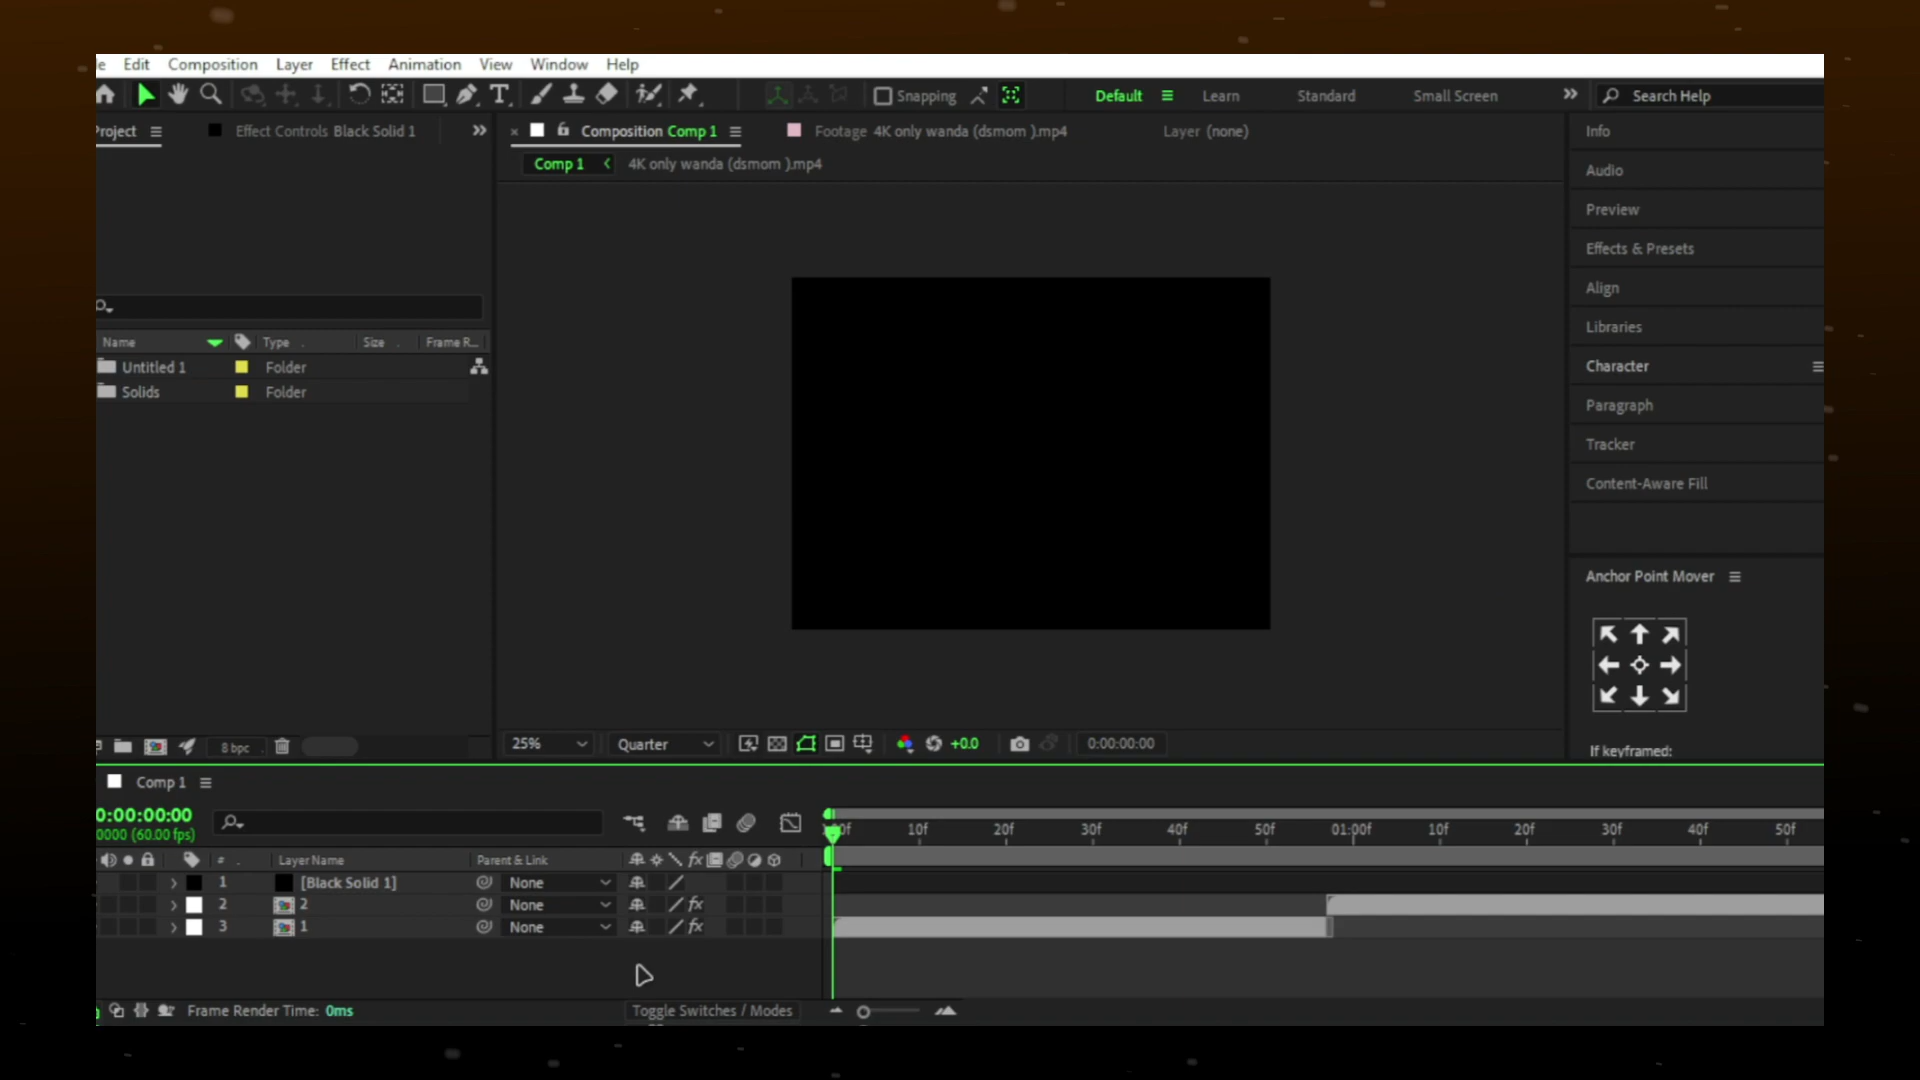 e Edit Composition Layer Effect Animation View Window Help
Snapping Default Learn Standard Small Screen Search Help
Project Effect Controls Black Solid 1 Composition Comp 1 Footage 4K only wanda (dsmom ).mp4 Layer (none) Info
Comp 1 4K only wanda (dsmom ).mp4
Audio
Preview
Effects & Presets
Align
Libraries
Name Type Size Frame R...
Untitled 1 Folder
Character
Solids Folder
Paragraph
Tracker
Content-Aware Fill
Anchor Point Mover
If keyframed:
8 bpc 25% Quarter +0.0 0:00:00:00
Comp 1
0:00:00:00
0000 (60.00 fps)
:00f 10f 20f 30f 40f 50f 01:00f 10f 20f 30f 40f 50f
# Layer Name Parent & Link fx
1 [Black Solid 1] None
2 2 None fx
3 1 None fx
Frame Render Time: 0ms Toggle Switches / Modes